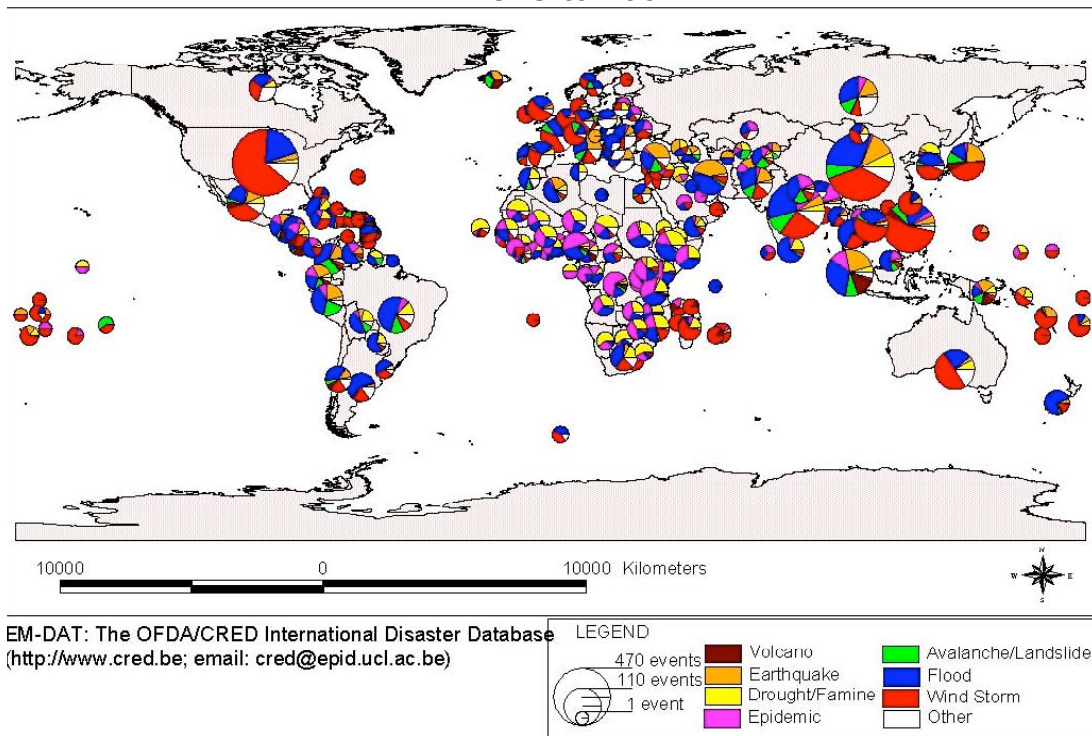 10000 0 10000 Kilometers
N
W E
S
EM-DAT: The OFDA/CRED International Disaster Database
(http://www.cred.be; email: cred@epid.ucl.ac.be)
LEGEND
470 events
110 events
1 event
Volcano
Earthquake
Drought/Famine
Epidemic
Avalanche/Landslide
Flood
Wind Storm
Other